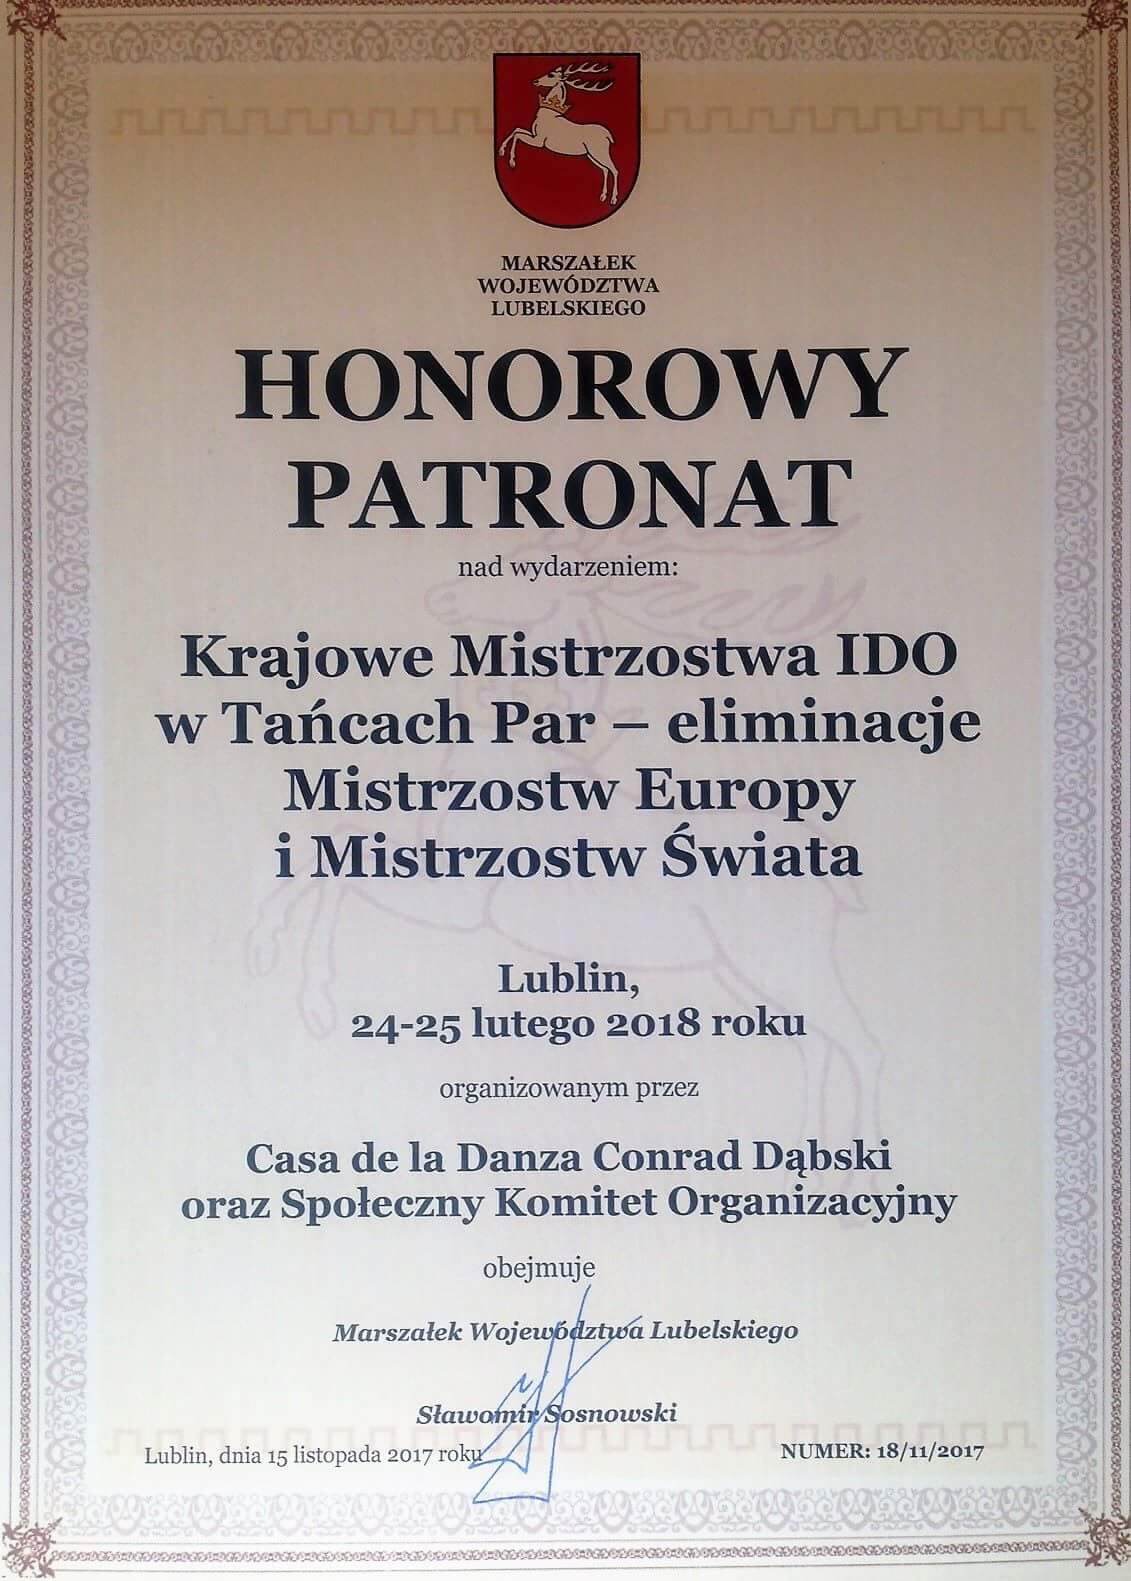 MARSZAŁEK
WOJEWÓDZTWA
LUBELSKIEGO
HONOROWY
PATRONAT
nad wydarzeniem:
Krajowe Mistrzostwa IDO
w Tańcach Par – eliminacje
Mistrzostw Europy
i Mistrzostw Świata
Lublin,
24-25 lutego 2018 roku
organizowanym przez
Casa de la Danza Conrad Dąbski
oraz Społeczny Komitet Organizacyjny
obejmuje
Marszałek Województwa Lubelskiego
Sławomir Sosnowski
Lublin, dnia 15 listopada 2017 roku
NUMER: 18/11/2017